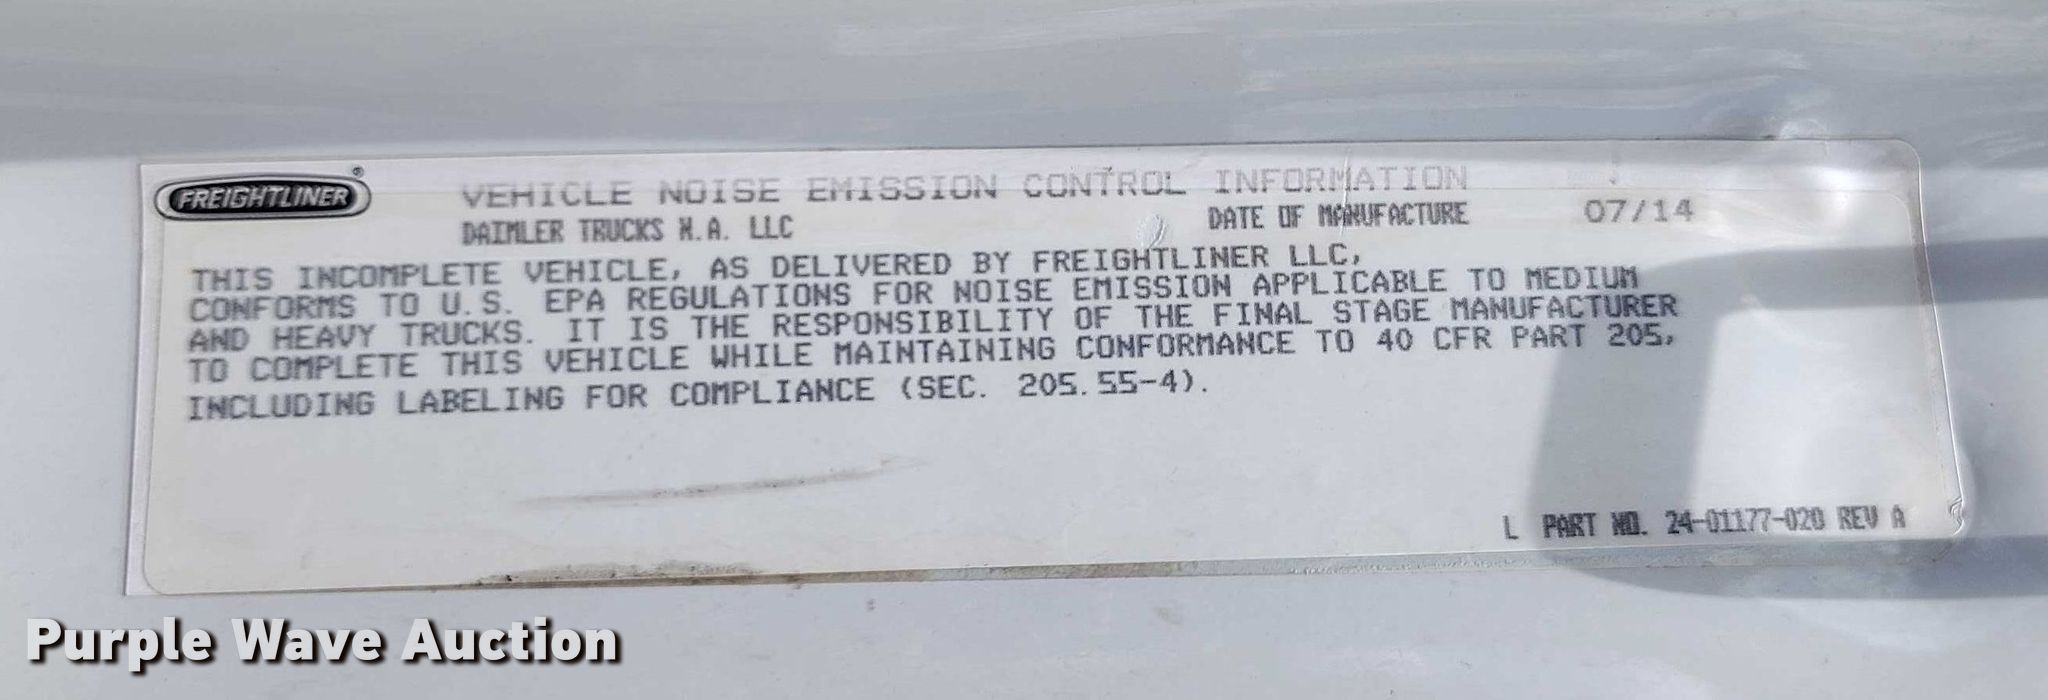 FREIGHTLINER®
VEHICLE NOISE EMISSION CONTROL INFORMATION
DAIMLER TRUCKS N.A. LLC DATE OF MANUFACTURE 07/14
THIS INCOMPLETE VEHICLE, AS DELIVERED BY FREIGHTLINER LLC,
CONFORMS TO U.S. EPA REGULATIONS FOR NOISE EMISSION APPLICABLE TO MEDIUM
AND HEAVY TRUCKS. IT IS THE RESPONSIBILITY OF THE FINAL STAGE MANUFACTURER
TO COMPLETE THIS VEHICLE WHILE MAINTAINING CONFORMANCE TO 40 CFR PART 205,
INCLUDING LABELING FOR COMPLIANCE (SEC. 205.55-4).
L PART NO. 24-01177-020 REV A
Purple Wave Auction